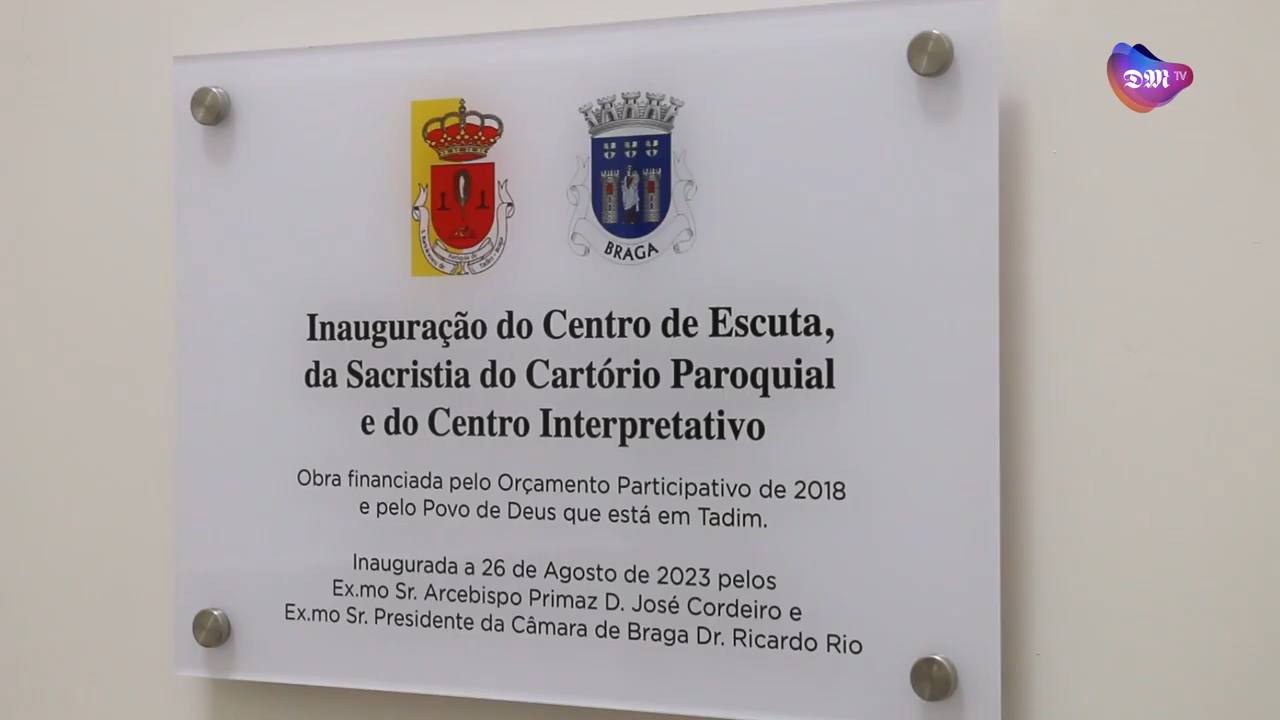 DM TV
BRAGA
Inauguração do Centro de Escuta,
da Sacristia do Cartório Paroquial
e do Centro Interpretativo
Obra financiada pelo Orçamento Participativo de 2018
e pelo Povo de Deus que está em Tadim.
Inaugurada a 26 de Agosto de 2023 pelos
Ex.mo Sr. Arcebispo Primaz D. José Cordeiro e
Ex.mo Sr. Presidente da Câmara de Braga Dr. Ricardo Rio